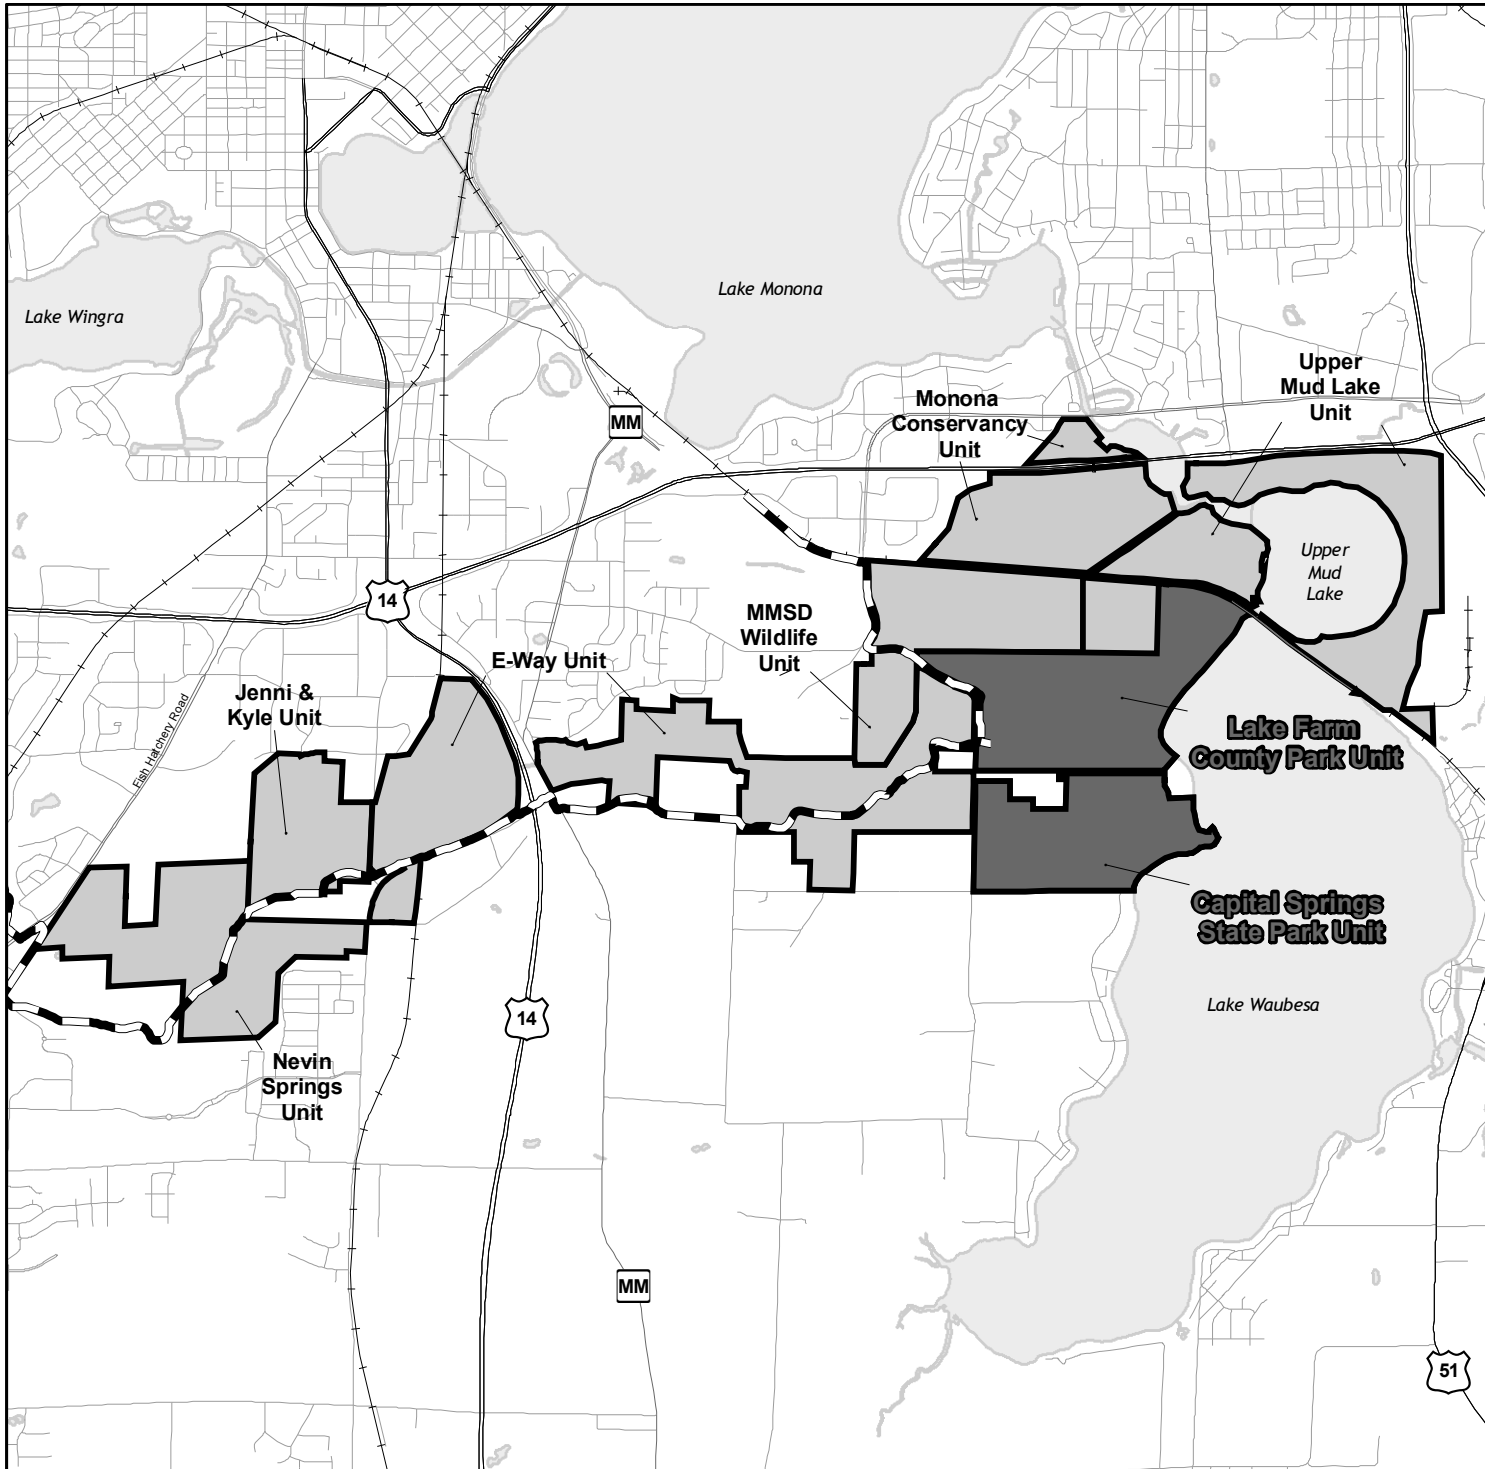 Lake Monona
Lake Wingra
Upper
Mud Lake
Unit
Monona
Conservancy
Unit
MM
Upper
Mud
Lake
14
MMSD
Wildlife
Unit
E-Way Unit
Jenni &
Kyle Unit
Fish Hatchery Road
Lake Farm
County Park Unit
Capital Springs
State Park Unit
Lake Waubesa
14
Nevin
Springs
Unit
MM
51